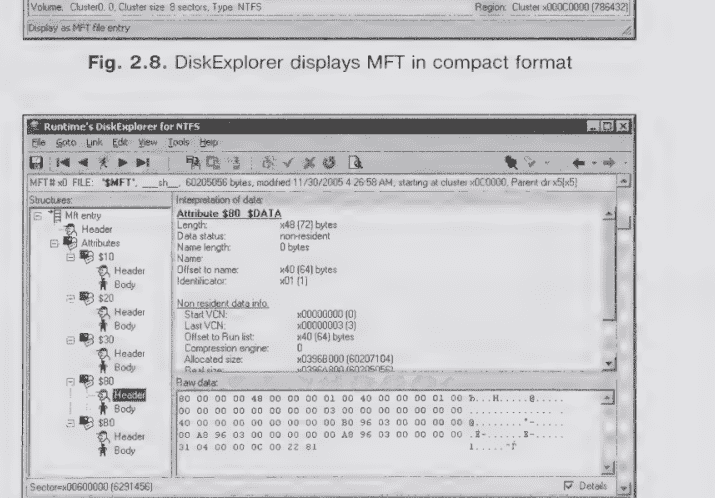 Volume. Cluster0. 0, Cluster size 8 sectors, Type NTFS
Region: Cluster x000C0000 (786432)
Display as MFT file entry
Fig. 2.8. DiskExplorer displays MFT in compact format
Runtime's DiskExplorer for NTFS
File Goto Link Edit View Tools Help
MFT# x0 FILE: "$MFT", __sh__, 60205056 bytes, modified 11/30/2005 4 26:58 AM, starting at cluster x0C0000, Parent dir x5[x5]
Structures:
Mft entry
Header
Attributes
$10
Header
Body
$20
Header
Body
$30
Header
Body
$80
Header
Body
$B0
Header
Body
Interpretation of data:
Attribute $80 $DATA
Length: x48 (72) bytes
Data status: non-resident
Name length: 0 bytes
Name:
Offset to name: x40 (64) bytes
Identificator: x01 (1)
Non resident data info.
Start VCN: x00000000 (0)
Last VCN: x00000003 (3)
Offset to Run list: x40 (64) bytes
Compression engine: 0
Allocated size: x0396B000 (60207104)
Real size: x0396A800 (60205056)
Raw data:
80 00 00 00 48 00 00 00 01 00 40 00 00 00 01 00 Ђ...H.....@.....
00 00 00 00 00 00 00 00 03 00 00 00 00 00 00 00 ................
40 00 00 00 00 00 00 00 00 B0 96 03 00 00 00 00 @........°–.....
00 A8 96 03 00 00 00 00 00 A8 96 03 00 00 00 00 .Ё–......Ё–.....
31 04 00 00 0C 00 22 81
Sector=x00600000 (6291456)
Details